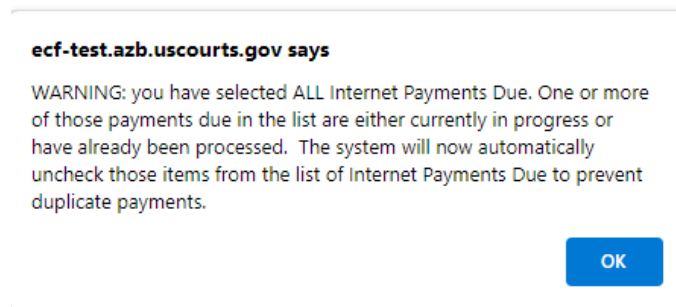 ecf-test.azb.uscourts.gov says
WARNING: you have selected ALL Internet Payments Due. One or more
of those payments due in the list are either currently in progress or
have already been processed.  The system will now automatically
uncheck those items from the list of Internet Payments Due to prevent
duplicate payments.
OK